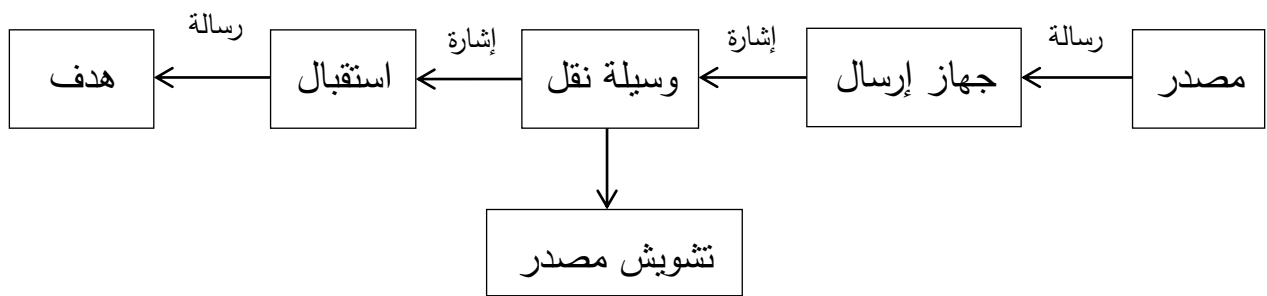 مصدر
رسالة
جهاز إرسال
إشارة
وسيلة نقل
إشارة
استقبال
رسالة
هدف
تشويش مصدر